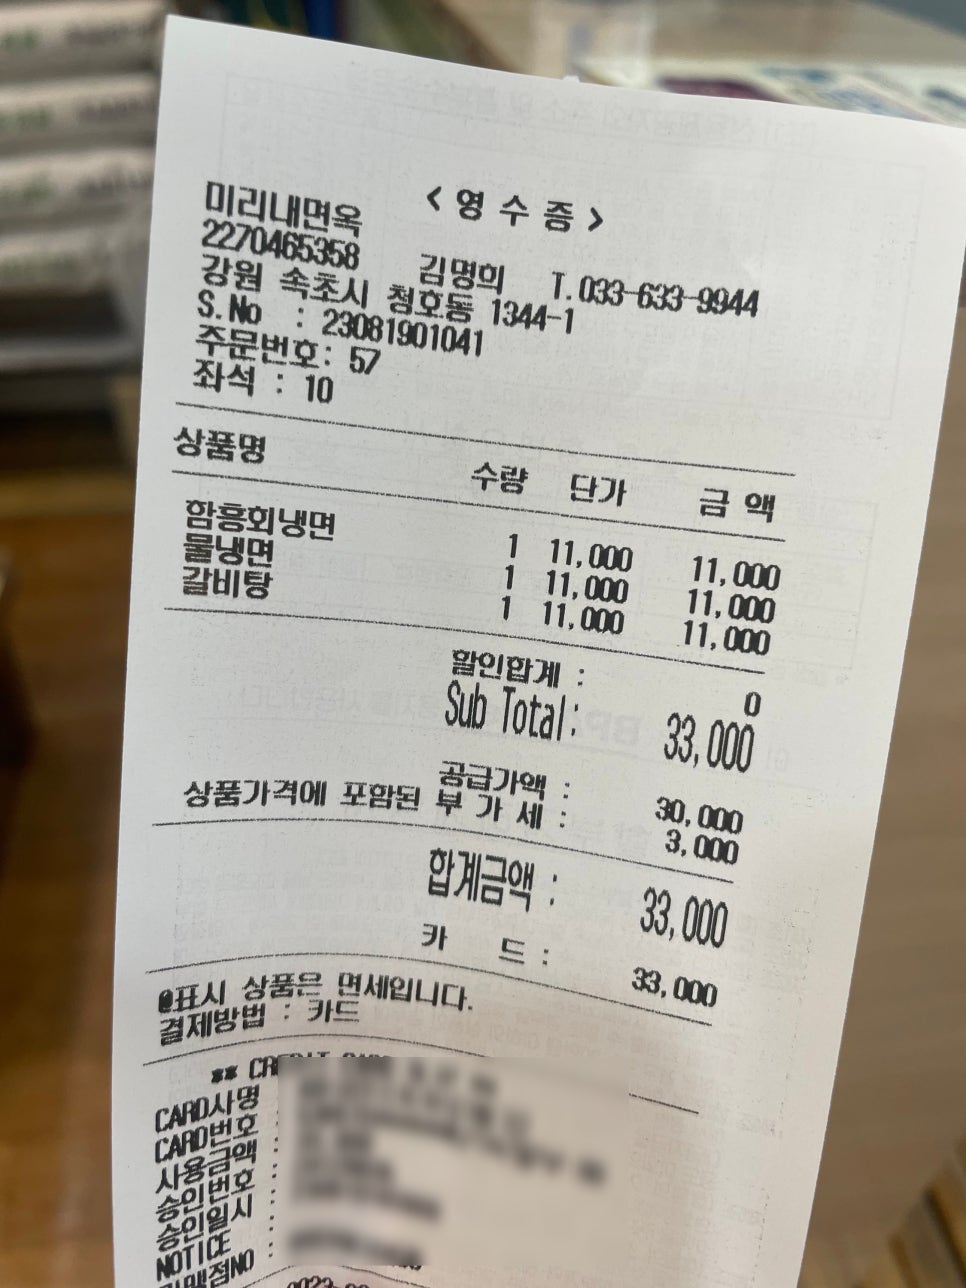 < 영 수 증 >
미리내면옥
2270465358 김명희 T.033-633-9944
강원 속초시 청호동 1344-1
S.No : 23081901041
주문번호: 57
좌석 : 10
상품명 수량 단가 금 액
함흥회냉면 1 11,000 11,000
물냉면 1 11,000 11,000
갈비탕 1 11,000 11,000
할인합계 : 0
Sub Total: 33,000
공급가액 : 30,000
상품가격에 포함된 부 가 세 : 3,000
합계금액 : 33,000
카 드 : 33,000
@표시 상품은 면세입니다.
결제방법 : 카드
** CREDIT
CARD사명
CARD번호 :
사용금액 :
승인번호 :
승인일시 :
NOTICE :